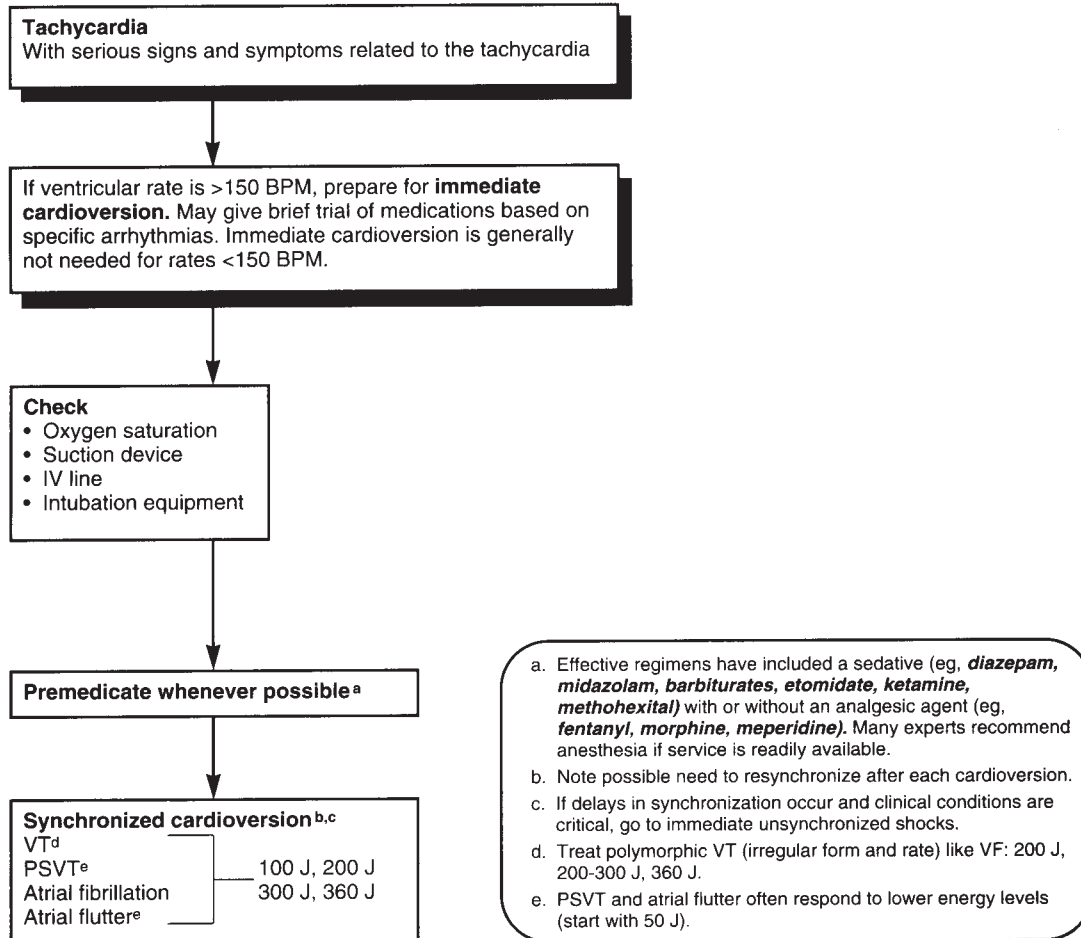 Tachycardia
With serious signs and symptoms related to the tachycardia
If ventricular rate is >150 BPM, prepare for immediate
cardioversion. May give brief trial of medications based on
specific arrhythmias. Immediate cardioversion is generally
not needed for rates <150 BPM.
Check
• Oxygen saturation
• Suction device
• IV line
• Intubation equipment
Premedicate whenever possible a
Synchronized cardioversion b,c
VT d
PSVT e 100 J, 200 J
Atrial fibrillation 300 J, 360 J
Atrial flutter e
a. Effective regimens have included a sedative (eg, diazepam,
midazolam, barbiturates, etomidate, ketamine,
methohexital) with or without an analgesic agent (eg,
fentanyl, morphine, meperidine). Many experts recommend
anesthesia if service is readily available.
b. Note possible need to resynchronize after each cardioversion.
c. If delays in synchronization occur and clinical conditions are
critical, go to immediate unsynchronized shocks.
d. Treat polymorphic VT (irregular form and rate) like VF: 200 J,
200-300 J, 360 J.
e. PSVT and atrial flutter often respond to lower energy levels
(start with 50 J).